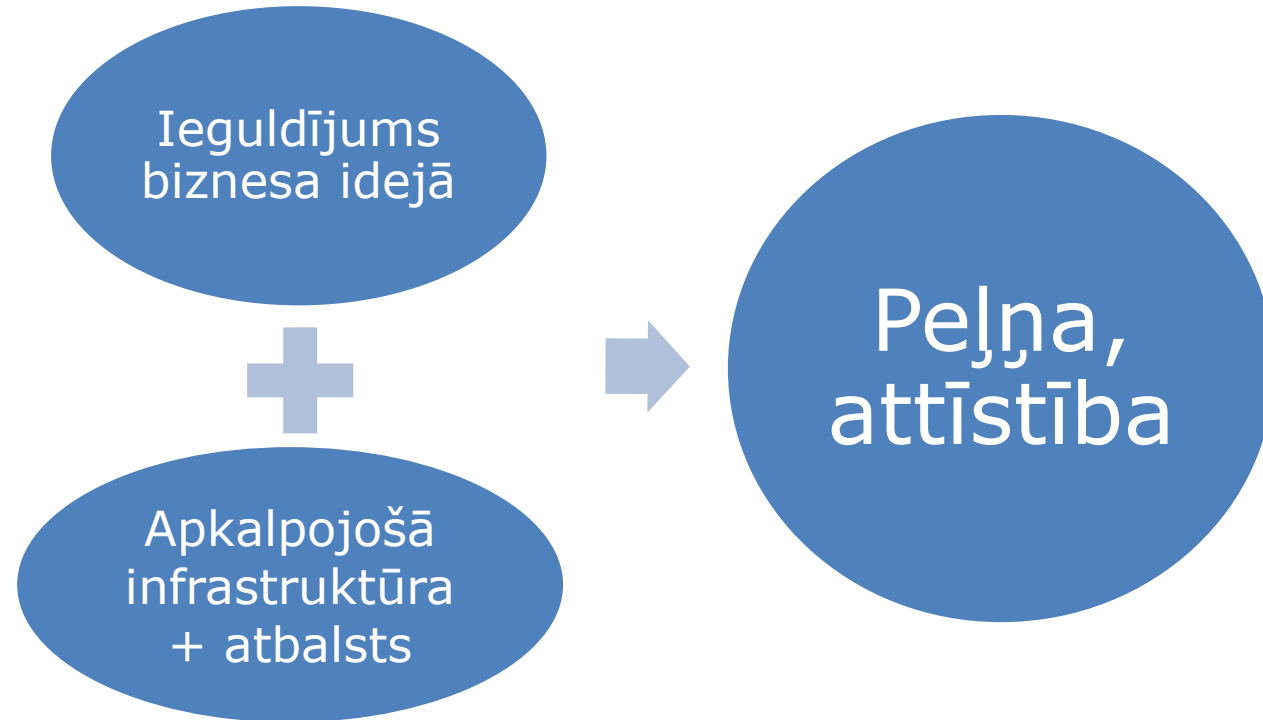 Ieguldījums
biznesa idejā
Apkalpojošā
infrastruktūra
+ atbalsts
Peļņa,
attīstība